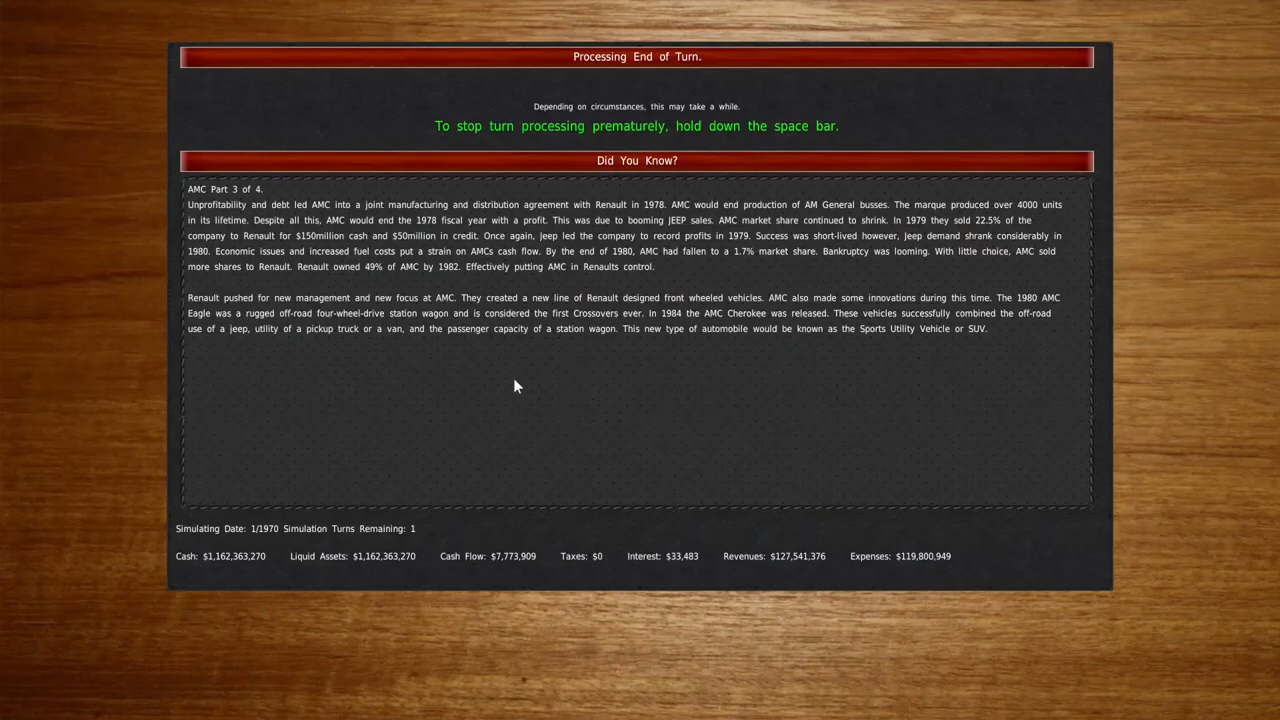 Processing End of Turn.
Depending on circumstances, this may take a while.
To stop turn processing prematurely, hold down the space bar.
Did You Know?
AMC Part 3 of 4.
Unprofitability and debt led AMC into a joint manufacturing and distribution agreement with Renault in 1978. AMC would end production of AM General busses. The marque produced over 4000 units
in its lifetime. Despite all this, AMC would end the 1978 fiscal year with a profit. This was due to booming JEEP sales. AMC market share continued to shrink. In 1979 they sold 22.5% of the
company to Renault for $150million cash and $50million in credit. Once again, Jeep led the company to record profits in 1979. Success was short-lived however, Jeep demand shrank considerably in
1980. Economic issues and increased fuel costs put a strain on AMCs cash flow. By the end of 1980, AMC had fallen to a 1.7% market share. Bankruptcy was looming. With little choice, AMC sold
more shares to Renault. Renault owned 49% of AMC by 1982. Effectively putting AMC in Renaults control.
Renault pushed for new management and new focus at AMC. They created a new line of Renault designed front wheeled vehicles. AMC also made some innovations during this time. The 1980 AMC
Eagle was a rugged off-road four-wheel-drive station wagon and is considered the first Crossovers ever. In 1984 the AMC Cherokee was released. These vehicles successfully combined the off-road
use of a jeep, utility of a pickup truck or a van, and the passenger capacity of a station wagon. This new type of automobile would be known as the Sports Utility Vehicle or SUV.
Simulating Date: 1/1970 Simulation Turns Remaining: 1
Cash: $1,162,363,270 Liquid Assets: $1,162,363,270 Cash Flow: $7,773,909 Taxes: $0 Interest: $33,483 Revenues: $127,541,376 Expenses: $119,800,949